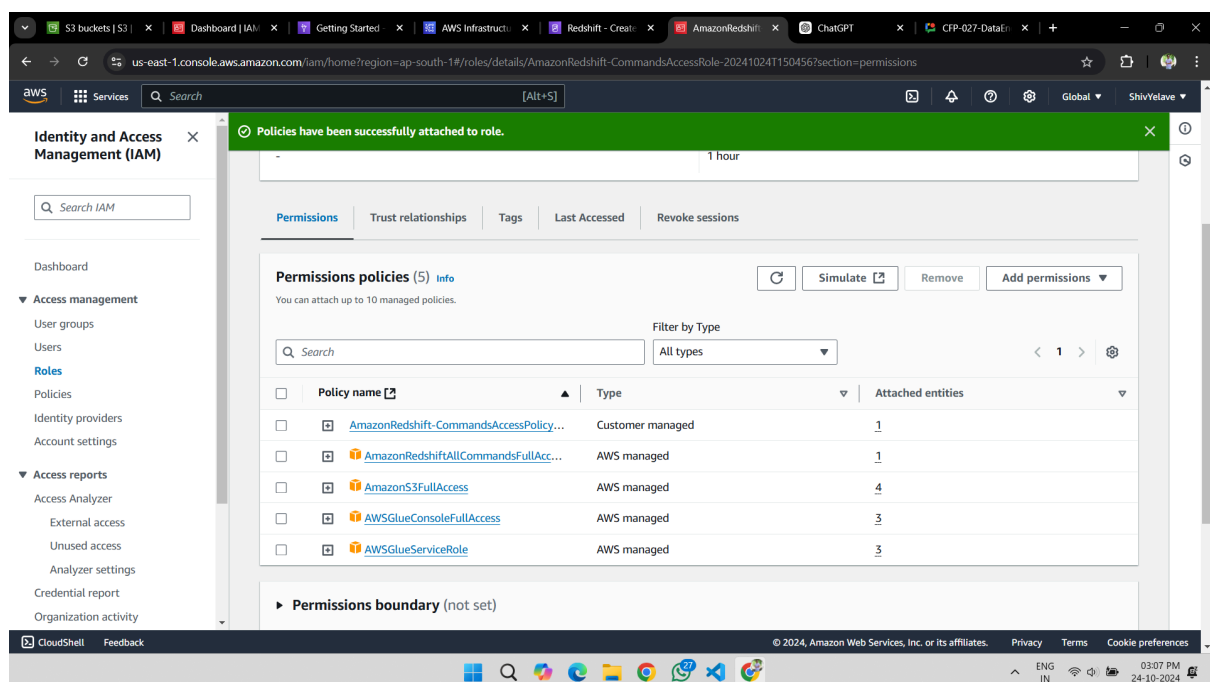 S3 buckets | S3 |
Dashboard | IAM
Getting Started -
AWS Infrastructu
Redshift - Create
AmazonRedshift
ChatGPT
CFP-027-DataEn
us-east-1.console.aws.amazon.com/iam/home?region=ap-south-1#/roles/details/AmazonRedshift-CommandsAccessRole-20241024T150456?section=permissions
aws Services Search [Alt+S] Global ShivYelave
Identity and Access
Management (IAM)
Search IAM
Dashboard
Access management
User groups
Users
Roles
Policies
Identity providers
Account settings
Access reports
Access Analyzer
External access
Unused access
Analyzer settings
Credential report
Organization activity
Policies have been successfully attached to role.
- 1 hour
Permissions Trust relationships Tags Last Accessed Revoke sessions
Permissions policies (5) Info
Simulate Remove Add permissions
You can attach up to 10 managed policies.
Filter by Type
Search All types 1
Policy name Type Attached entities
AmazonRedshift-CommandsAccessPolicy... Customer managed 1
AmazonRedshiftAllCommandsFullAcc... AWS managed 1
AmazonS3FullAccess AWS managed 4
AWSGlueConsoleFullAccess AWS managed 3
AWSGlueServiceRole AWS managed 3
Permissions boundary (not set)
CloudShell Feedback © 2024, Amazon Web Services, Inc. or its affiliates. Privacy Terms Cookie preferences
27
ENG
IN
03:07 PM
24-10-2024